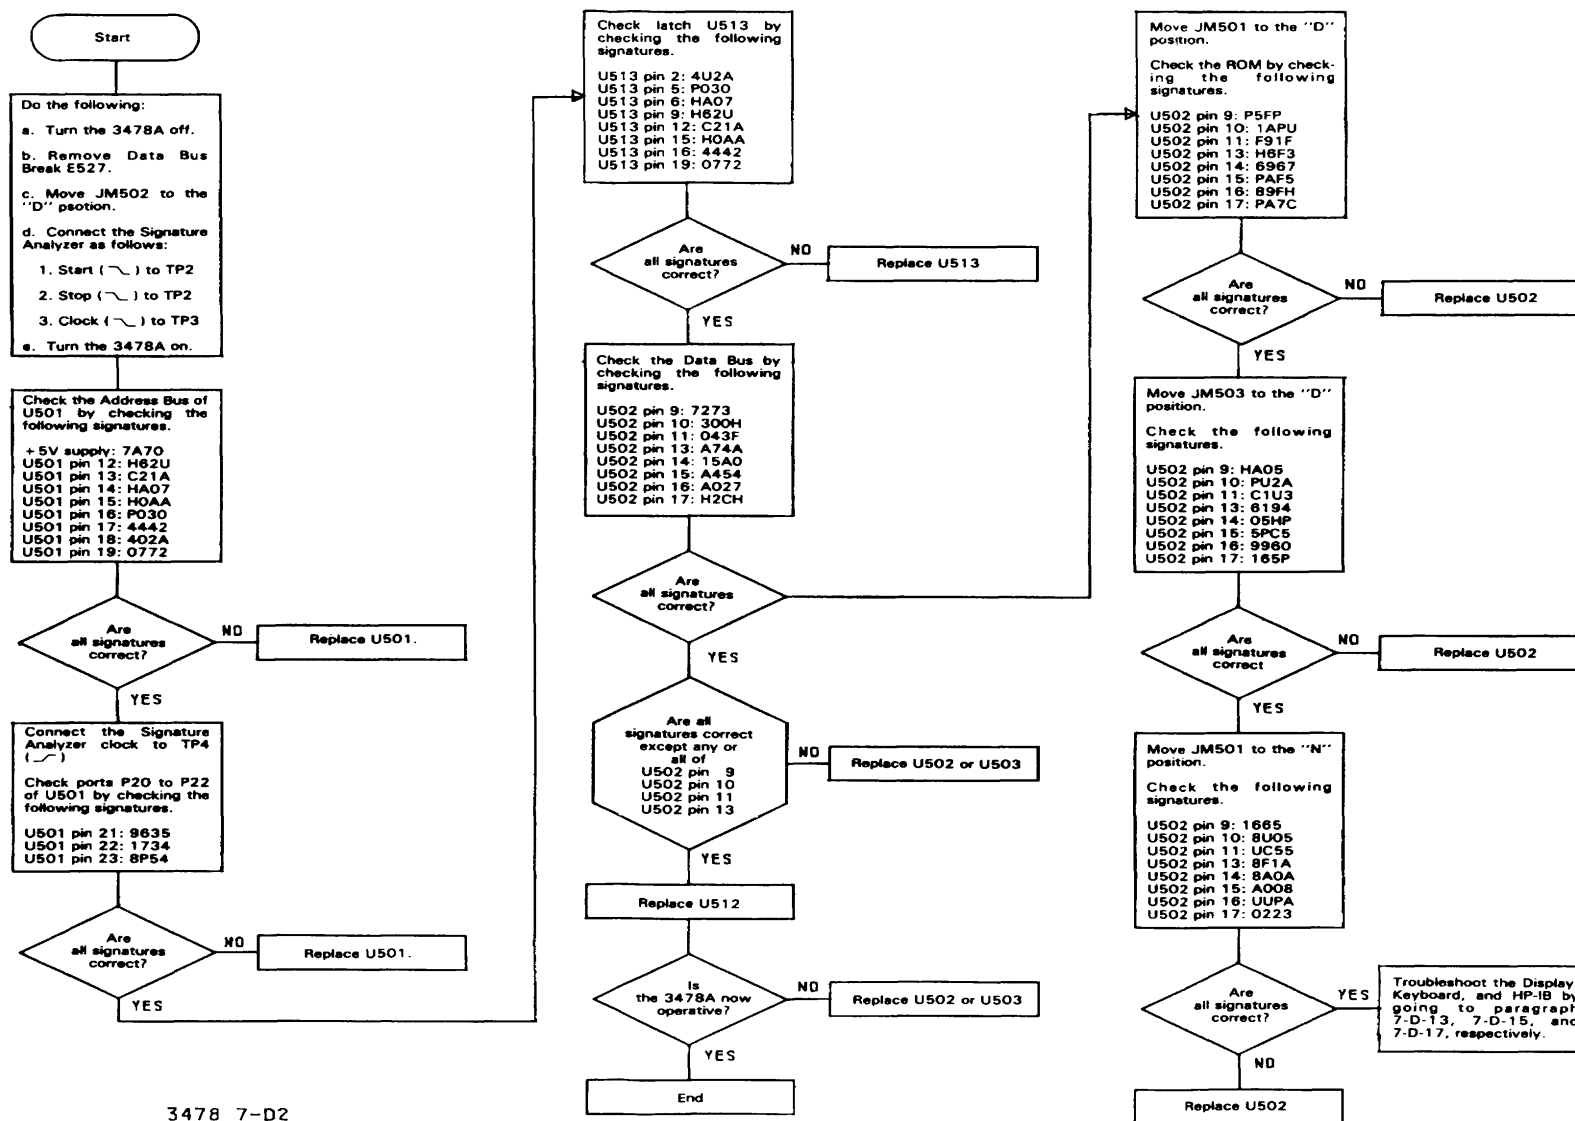 Start
Do the following:
a. Turn the 3478A off.
b. Remove Data Bus
Break E527.
c. Move JM502 to the
"D" psotion.
d. Connect the Signature
Analyzer as follows:
1. Start ( ) to TP2
2. Stop ( ) to TP2
3. Clock ( ) to TP3
e. Turn the 3478A on.
Check the Address Bus of
U501 by checking the
following signatures.
+5V supply: 7A70
U501 pin 12: H62U
U501 pin 13: C21A
U501 pin 14: HA07
U501 pin 15: H0AA
U501 pin 16: P030
U501 pin 17: 4442
U501 pin 18: 402A
U501 pin 19: 0772
Are
all signatures
correct?
NO
Replace U501.
YES
Connect the Signature
Analyzer clock to TP4
( )
Check ports P20 to P22
of U501 by checking the
following signatures.
U501 pin 21: 9635
U501 pin 22: 1734
U501 pin 23: 8P54
Are
all signatures
correct?
NO
Replace U501.
YES
3478 7-D2
Check latch U513 by
checking the following
signatures.
U513 pin 2: 4U2A
U513 pin 5: P030
U513 pin 6: HA07
U513 pin 9: H62U
U513 pin 12: C21A
U513 pin 15: H0AA
U513 pin 16: 4442
U513 pin 19: 0772
Are
all signatures
correct?
NO
Replace U513
YES
Check the Data Bus by
checking the following
signatures.
U502 pin 9: 7273
U502 pin 10: 300H
U502 pin 11: 043F
U502 pin 13: A74A
U502 pin 14: 15A0
U502 pin 15: A454
U502 pin 16: A027
U502 pin 17: H2CH
Are
all signatures
correct?
YES
Are all
signatures correct
except any or
all of
U502 pin 9
U502 pin 10
U502 pin 11
U502 pin 13
NO
Replace U502 or U503
YES
Replace U512
Is
the 3478A now
operative?
NO
Replace U502 or U503
YES
End
Move JM501 to the "D"
position.
Check the ROM by check-
ing the following
signatures.
U502 pin 9: P5FP
U502 pin 10: 1APU
U502 pin 11: F91F
U502 pin 13: H6F3
U502 pin 14: 6967
U502 pin 15: PAF5
U502 pin 16: 89FH
U502 pin 17: PA7C
Are
all signatures
correct?
NO
Replace U502
YES
Move JM503 to the "D"
position.
Check the following
signatures.
U502 pin 9: HA05
U502 pin 10: PU2A
U502 pin 11: C1U3
U502 pin 13: 6194
U502 pin 14: 05HP
U502 pin 15: 5PC5
U502 pin 16: 9960
U502 pin 17: 165P
Are
all signatures
correct
NO
Replace U502
YES
Move JM501 to the "N"
position.
Check the following
signatures.
U502 pin 9: 1665
U502 pin 10: 8U05
U502 pin 11: UC55
U502 pin 13: 8F1A
U502 pin 14: 8A0A
U502 pin 15: A008
U502 pin 16: UUPA
U502 pin 17: 0223
Are
all signatures
correct?
YES
Troubleshoot the Display
Keyboard, and HP-IB by
going to paragraph
7-D-13, 7-D-15, and
7-D-17, respectively.
NO
Replace U502